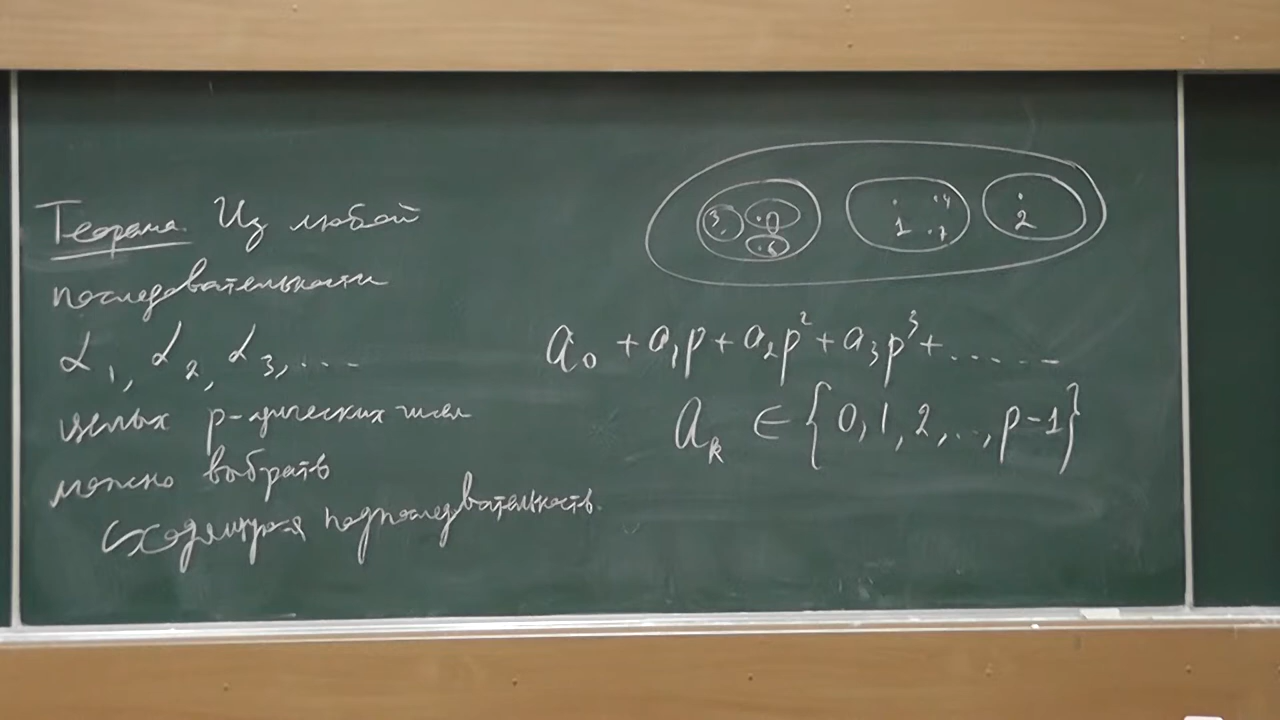 Теорема. Из любой
последовательности
α₁, α₂, α₃, ....
целых p-адических чисел
можно выбрать
сходящуюся подпоследовательность.
3 0 6 1 4 7 2
a₀ + a₁p + a₂p² + a₃p³ + ......
aₖ ∈ {0, 1, 2, ..., p-1}